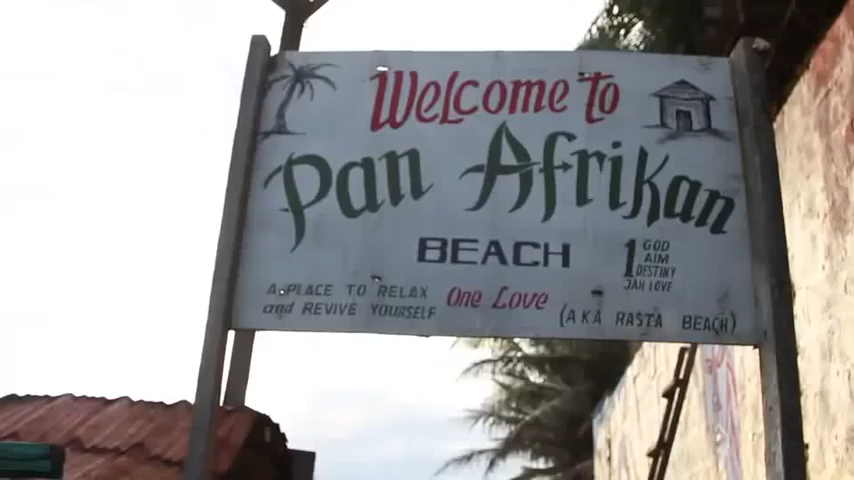 Welcome to
Pan Afrikan
BEACH
1 GOD
AIM
DESTINY
JAH LOVE
A PLACE TO RELAX
and REVIVE YOURSELF
One Love
(AKA RASTA BEACH)